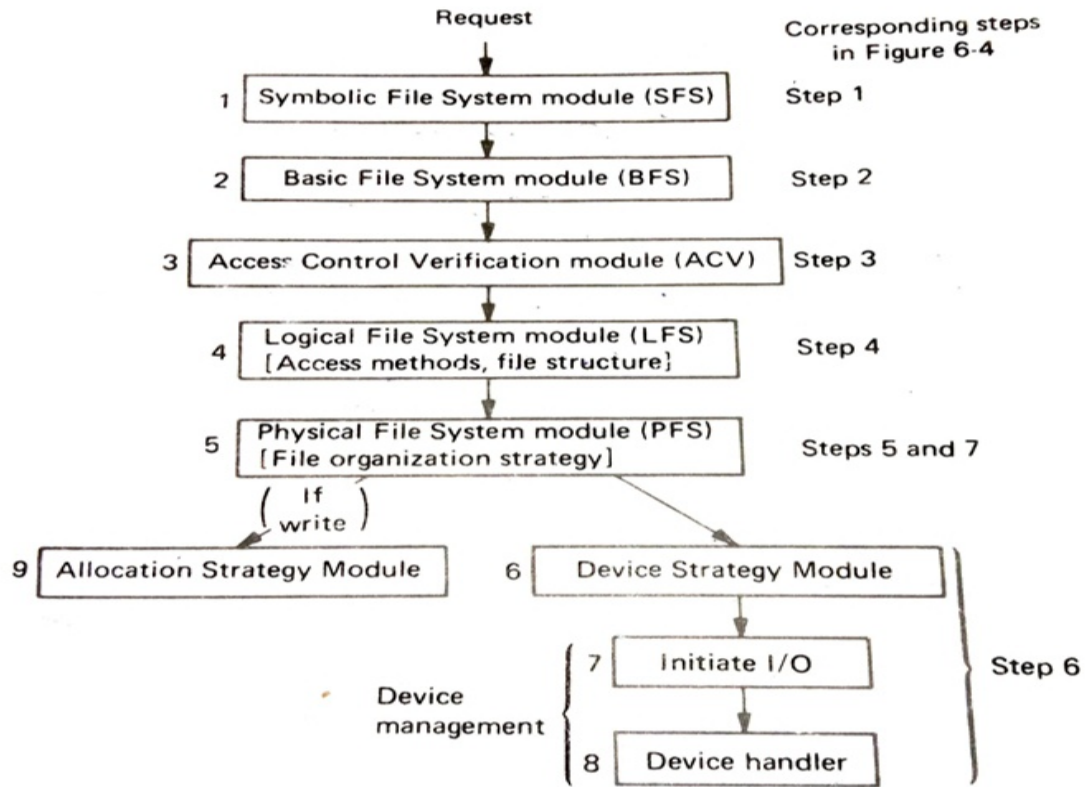 Request
Corresponding steps
in Figure 6-4
1 Symbolic File System module (SFS) Step 1
2 Basic File System module (BFS) Step 2
3 Access Control Verification module (ACV) Step 3
4 Logical File System module (LFS)
[Access methods, file structure] Step 4
5 Physical File System module (PFS)
[File organization strategy] Steps 5 and 7
(If
write)
9 Allocation Strategy Module
6 Device Strategy Module
7 Initiate I/O
Step 6
Device
management
8 Device handler